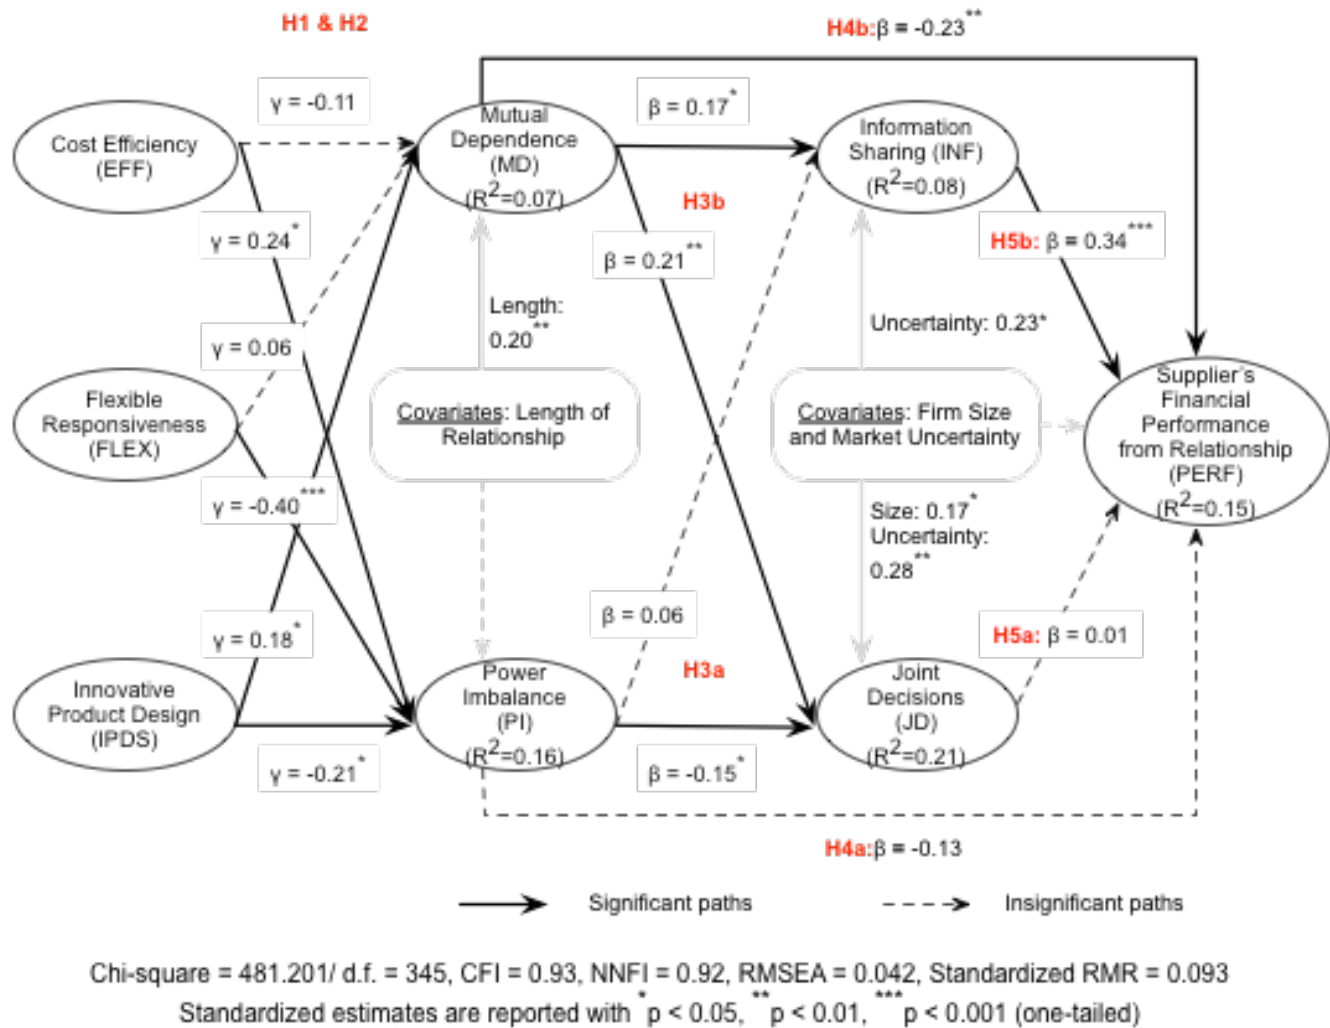 H1 & H2
H4b:β = -0.23**
γ = -0.11
β = 0.17*
Cost Efficiency
(EFF)
Mutual
Dependence
(MD)
(R²=0.07)
Information
Sharing (INF)
(R²=0.08)
H3b
γ = 0.24*
β = 0.21**
H5b: β = 0.34***
Length:
0.20**
Uncertainty: 0.23*
γ = 0.06
Flexible
Responsiveness
(FLEX)
Covariates: Length of
Relationship
Covariates: Firm Size
and Market Uncertainty
Supplier's
Financial
Performance
from Relationship
(PERF)
(R²=0.15)
γ = -0.40***
Size: 0.17*
Uncertainty:
0.28**
β = 0.06
γ = 0.18*
H5a: β = 0.01
H3a
Innovative
Product Design
(IPDS)
Power
Imbalance
(PI)
(R²=0.16)
Joint
Decisions
(JD)
(R²=0.21)
γ = -0.21*
β = -0.15*
H4a:β = -0.13
Significant paths
Insignificant paths
Chi-square = 481.201/ d.f. = 345, CFI = 0.93, NNFI = 0.92, RMSEA = 0.042, Standardized RMR = 0.093
Standardized estimates are reported with *p < 0.05, **p < 0.01, ***p < 0.001 (one-tailed)